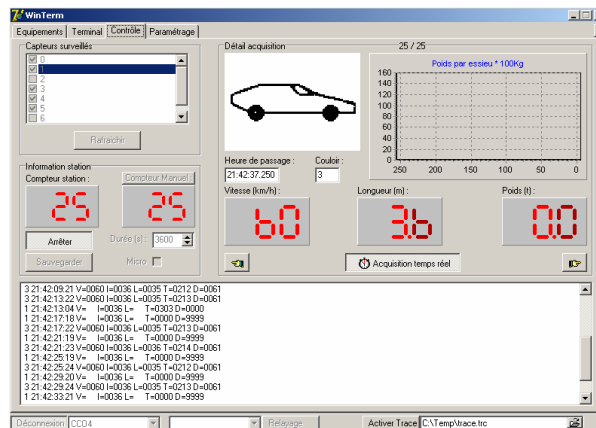 WinTerm
Equipements Terminal Contrôle Paramétrage
Capteurs surveillés
0
1
2
3
4
5
6
Rafraichir
Détail acquisition 25 / 25
Poids par essieu * 100Kg
160
140
120
100
80
60
40
20
0
250 200 150 100 50 0
Heure de passage : Couloir :
21:42:37.250 3
Vitesse (km/h) : Longueur (m) : Poids (t) :
60 3.6 0.0
Acquisition temps réel
Information station
Compteur station : Compteur Manuel :
25 25
Arrêter Durée (s) : 3600
Sauvegarder Micro
3 21:42:09:21 V=0060 I=0036 L=0035 T=0212 D=0061
3 21:42:13:22 V=0060 I=0036 L=0035 T=0213 D=0061
1 21:42:13:04 V= I=0036 L= T=0303 D=0000
1 21:42:17:18 V= I=0036 L= T=0000 D=9999
3 21:42:17:22 V=0060 I=0036 L=0035 T=0213 D=0061
1 21:42:21:19 V= I=0036 L= T=0000 D=9999
3 21:42:21:23 V=0060 I=0036 L=0036 T=0214 D=0061
1 21:42:25:19 V= I=0036 L= T=0000 D=9999
3 21:42:25:24 V=0060 I=0036 L=0035 T=0212 D=0061
1 21:42:29:20 V= I=0036 L= T=0000 D=9999
3 21:42:29:24 V=0060 I=0036 L=0035 T=0213 D=0061
1 21:42:33:21 V= I=0036 L= T=0000 D=9999
Déconnexion CCO4 Relayage Activer Trace C:\Temp\trace.trc